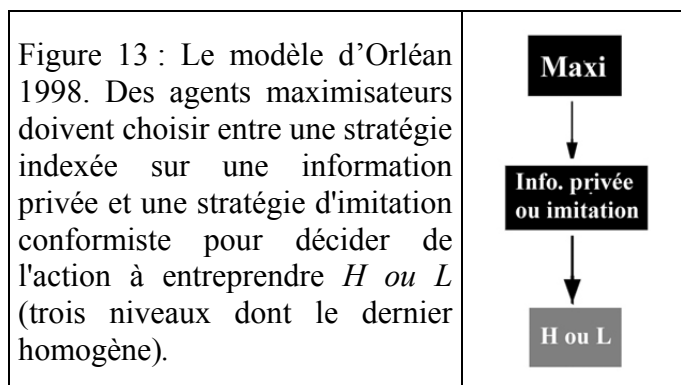 Figure 13 : Le modèle d’Orléan
1998. Des agents maximisateurs
doivent choisir entre une stratégie
indexée sur une information
privée et une stratégie d'imitation
conformiste pour décider de
l'action à entreprendre H ou L
(trois niveaux dont le dernier
homogène).
Maxi
Info. privée
ou imitation
H ou L